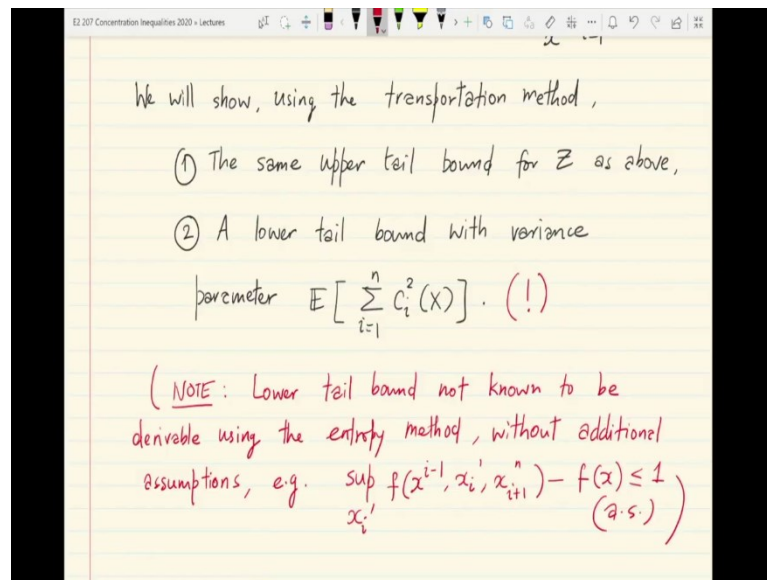 E2 207 Concentration Inequalities 2020 » Lectures
We will show, using the transportation method,
① The same upper tail bound for Z as above,
② A lower tail bound with variance
parameter E[ ∑_{i=1}^{n} c_i^2(X) ]. (!)
( NOTE: Lower tail bound not known to be
derivable using the entropy method, without additional
assumptions, e.g. sup_{x_i'} f(x^{i-1}, x_i', x_{i+1}^n) - f(x) ≤ 1
(a.s.) )